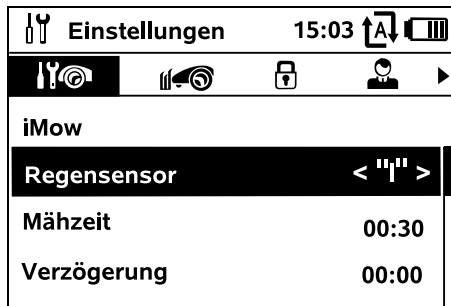 Einstellungen 15:03 A
iMow
Regensensor < "I" >
Mähzeit 00:30
Verzögerung 00:00